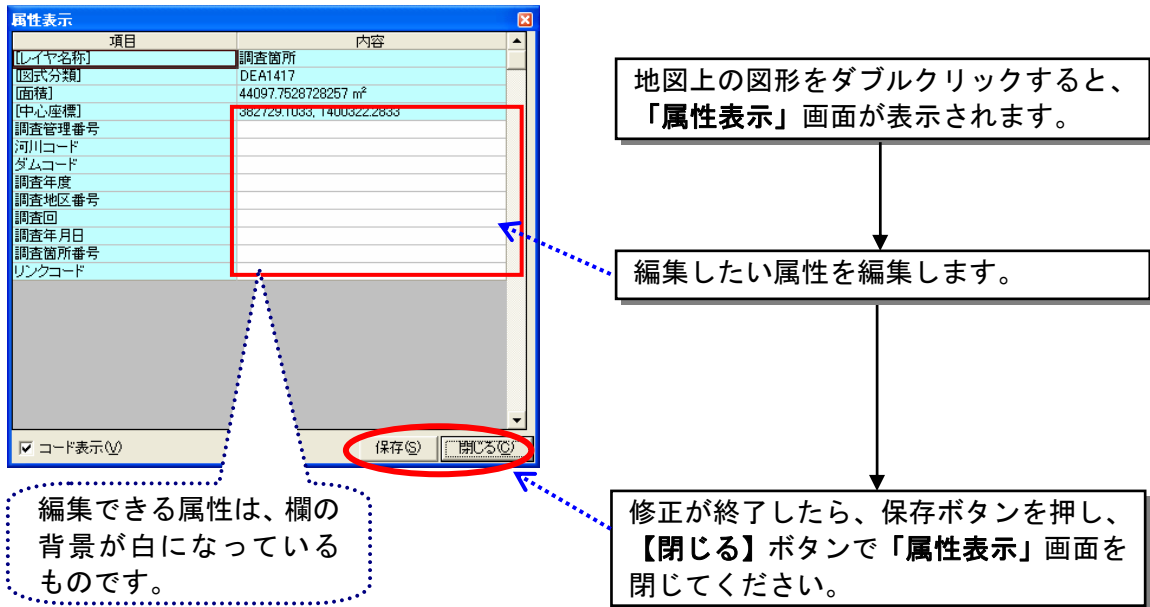 属性表示
項目 内容
[レイヤ名称] 調査箇所
[図式分類] DEA1417
[面積] 44097.7528728257 m²
[中心座標] 382729.1033, 1400322.2833
調査管理番号
河川コード
ダムコード
調査年度
調査地区番号
調査回
調査年月日
調査箇所番号
リンクコード
コード表示(V)
保存(S) 閉じる(C)
編集できる属性は、欄の
背景が白になっている
ものです。
地図上の図形をダブルクリックすると、
「属性表示」画面が表示されます。
編集したい属性を編集します。
修正が終了したら、保存ボタンを押し、
【閉じる】ボタンで「属性表示」画面を
閉じてください。